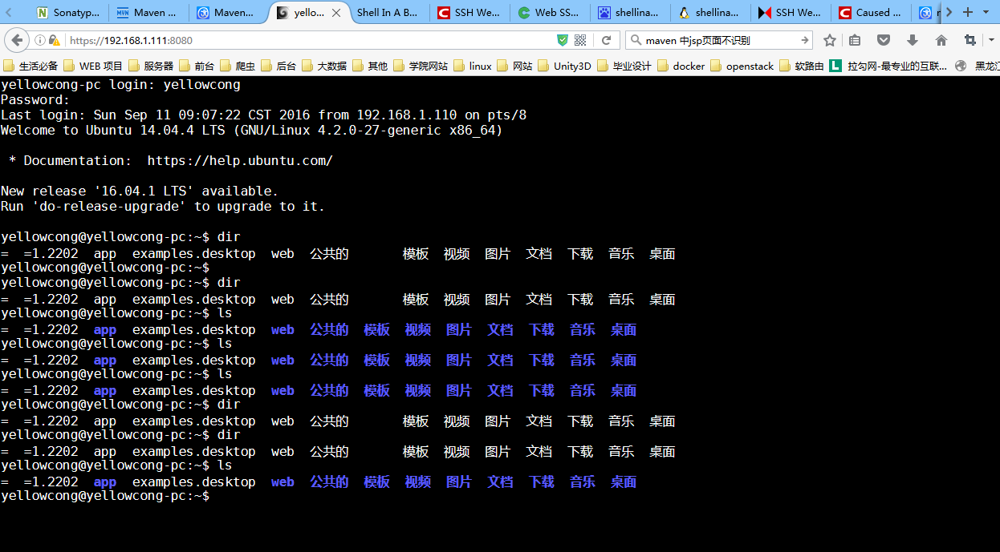 Sonatyp... Maven ... Maven... yello... Shell In A B... SSH We... Web SS... shellina... shellina... SSH We... Caused ...
https://192.168.1.111:8080 maven 中jsp页面不识别
生活必备 WEB 项目 服务器 前台 爬虫 后台 大数据 其他 学院网站 linux 网站 Unity3D 毕业设计 docker openstack 软路由 拉勾网-最专业的互联... 黑龙江
yellowcong-pc login: yellowcong
Password:
Last login: Sun Sep 11 09:07:22 CST 2016 from 192.168.1.110 on pts/8
Welcome to Ubuntu 14.04.4 LTS (GNU/Linux 4.2.0-27-generic x86_64)
* Documentation:  https://help.ubuntu.com/
New release '16.04.1 LTS' available.
Run 'do-release-upgrade' to upgrade to it.
yellowcong@yellowcong-pc:~$ dir
=  =1.2202  app  examples.desktop  web  公共的  模板  视频  图片  文档  下载  音乐  桌面
yellowcong@yellowcong-pc:~$
yellowcong@yellowcong-pc:~$ dir
=  =1.2202  app  examples.desktop  web  公共的  模板  视频  图片  文档  下载  音乐  桌面
yellowcong@yellowcong-pc:~$ ls
=  =1.2202  app  examples.desktop  web  公共的  模板  视频  图片  文档  下载  音乐  桌面
yellowcong@yellowcong-pc:~$ ls
=  =1.2202  app  examples.desktop  web  公共的  模板  视频  图片  文档  下载  音乐  桌面
yellowcong@yellowcong-pc:~$ ls
=  =1.2202  app  examples.desktop  web  公共的  模板  视频  图片  文档  下载  音乐  桌面
yellowcong@yellowcong-pc:~$ dir
=  =1.2202  app  examples.desktop  web  公共的  模板  视频  图片  文档  下载  音乐  桌面
yellowcong@yellowcong-pc:~$ dir
=  =1.2202  app  examples.desktop  web  公共的  模板  视频  图片  文档  下载  音乐  桌面
yellowcong@yellowcong-pc:~$ ls
=  =1.2202  app  examples.desktop  web  公共的  模板  视频  图片  文档  下载  音乐  桌面
yellowcong@yellowcong-pc:~$